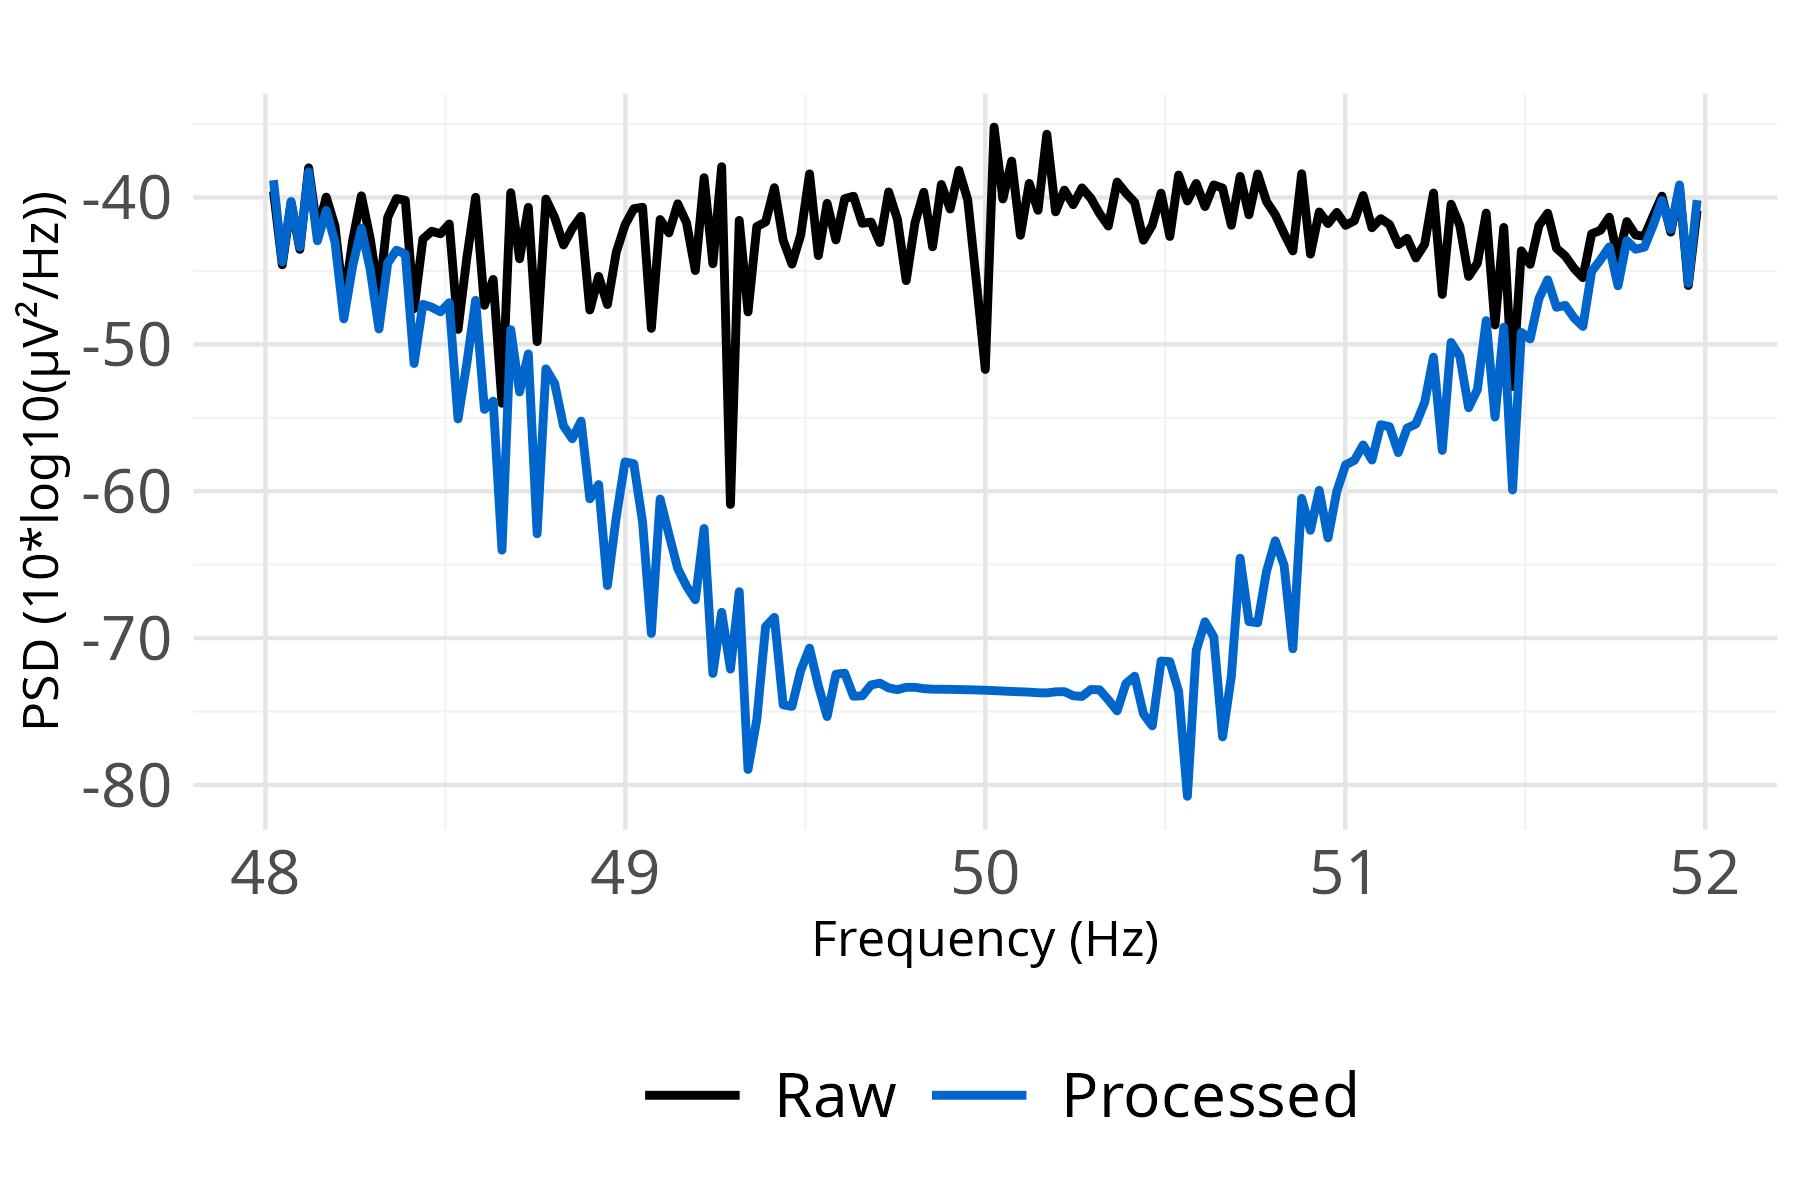 PSD (10*log10(µV²/Hz))
-40
-50
-60
-70
-80
48 49 50 51 52
Frequency (Hz)
Raw Processed